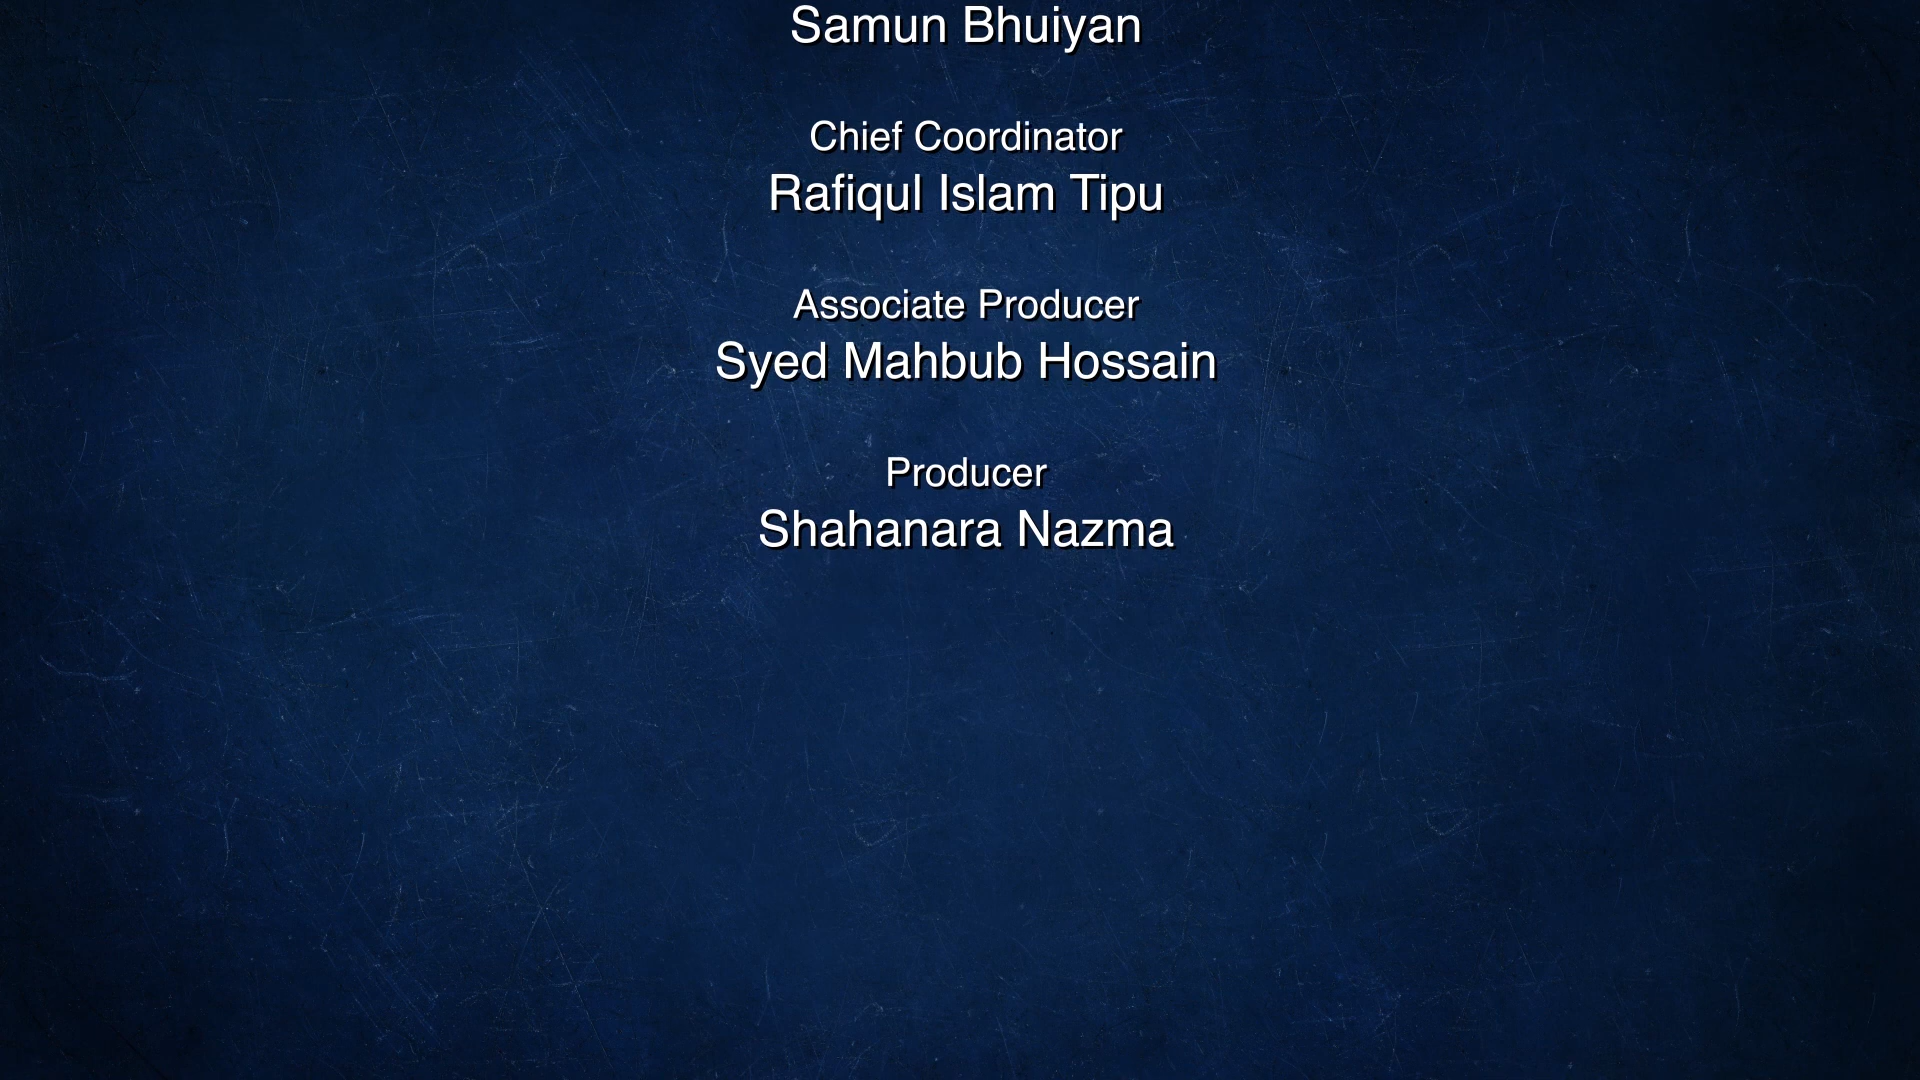 Samun Bhuiyan
Chief Coordinator
Rafiqul Islam Tipu
Associate Producer
Syed Mahbub Hossain
Producer
Shahanara Nazma